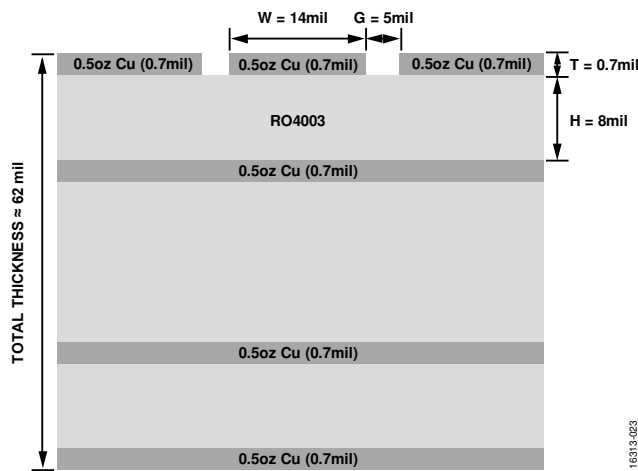 W = 14mil
G = 5mil
0.5oz Cu (0.7mil)
0.5oz Cu (0.7mil)
0.5oz Cu (0.7mil)
T = 0.7mil
RO4003
H = 8mil
0.5oz Cu (0.7mil)
TOTAL THICKNESS ≈ 62 mil
0.5oz Cu (0.7mil)
0.5oz Cu (0.7mil)
16313-023